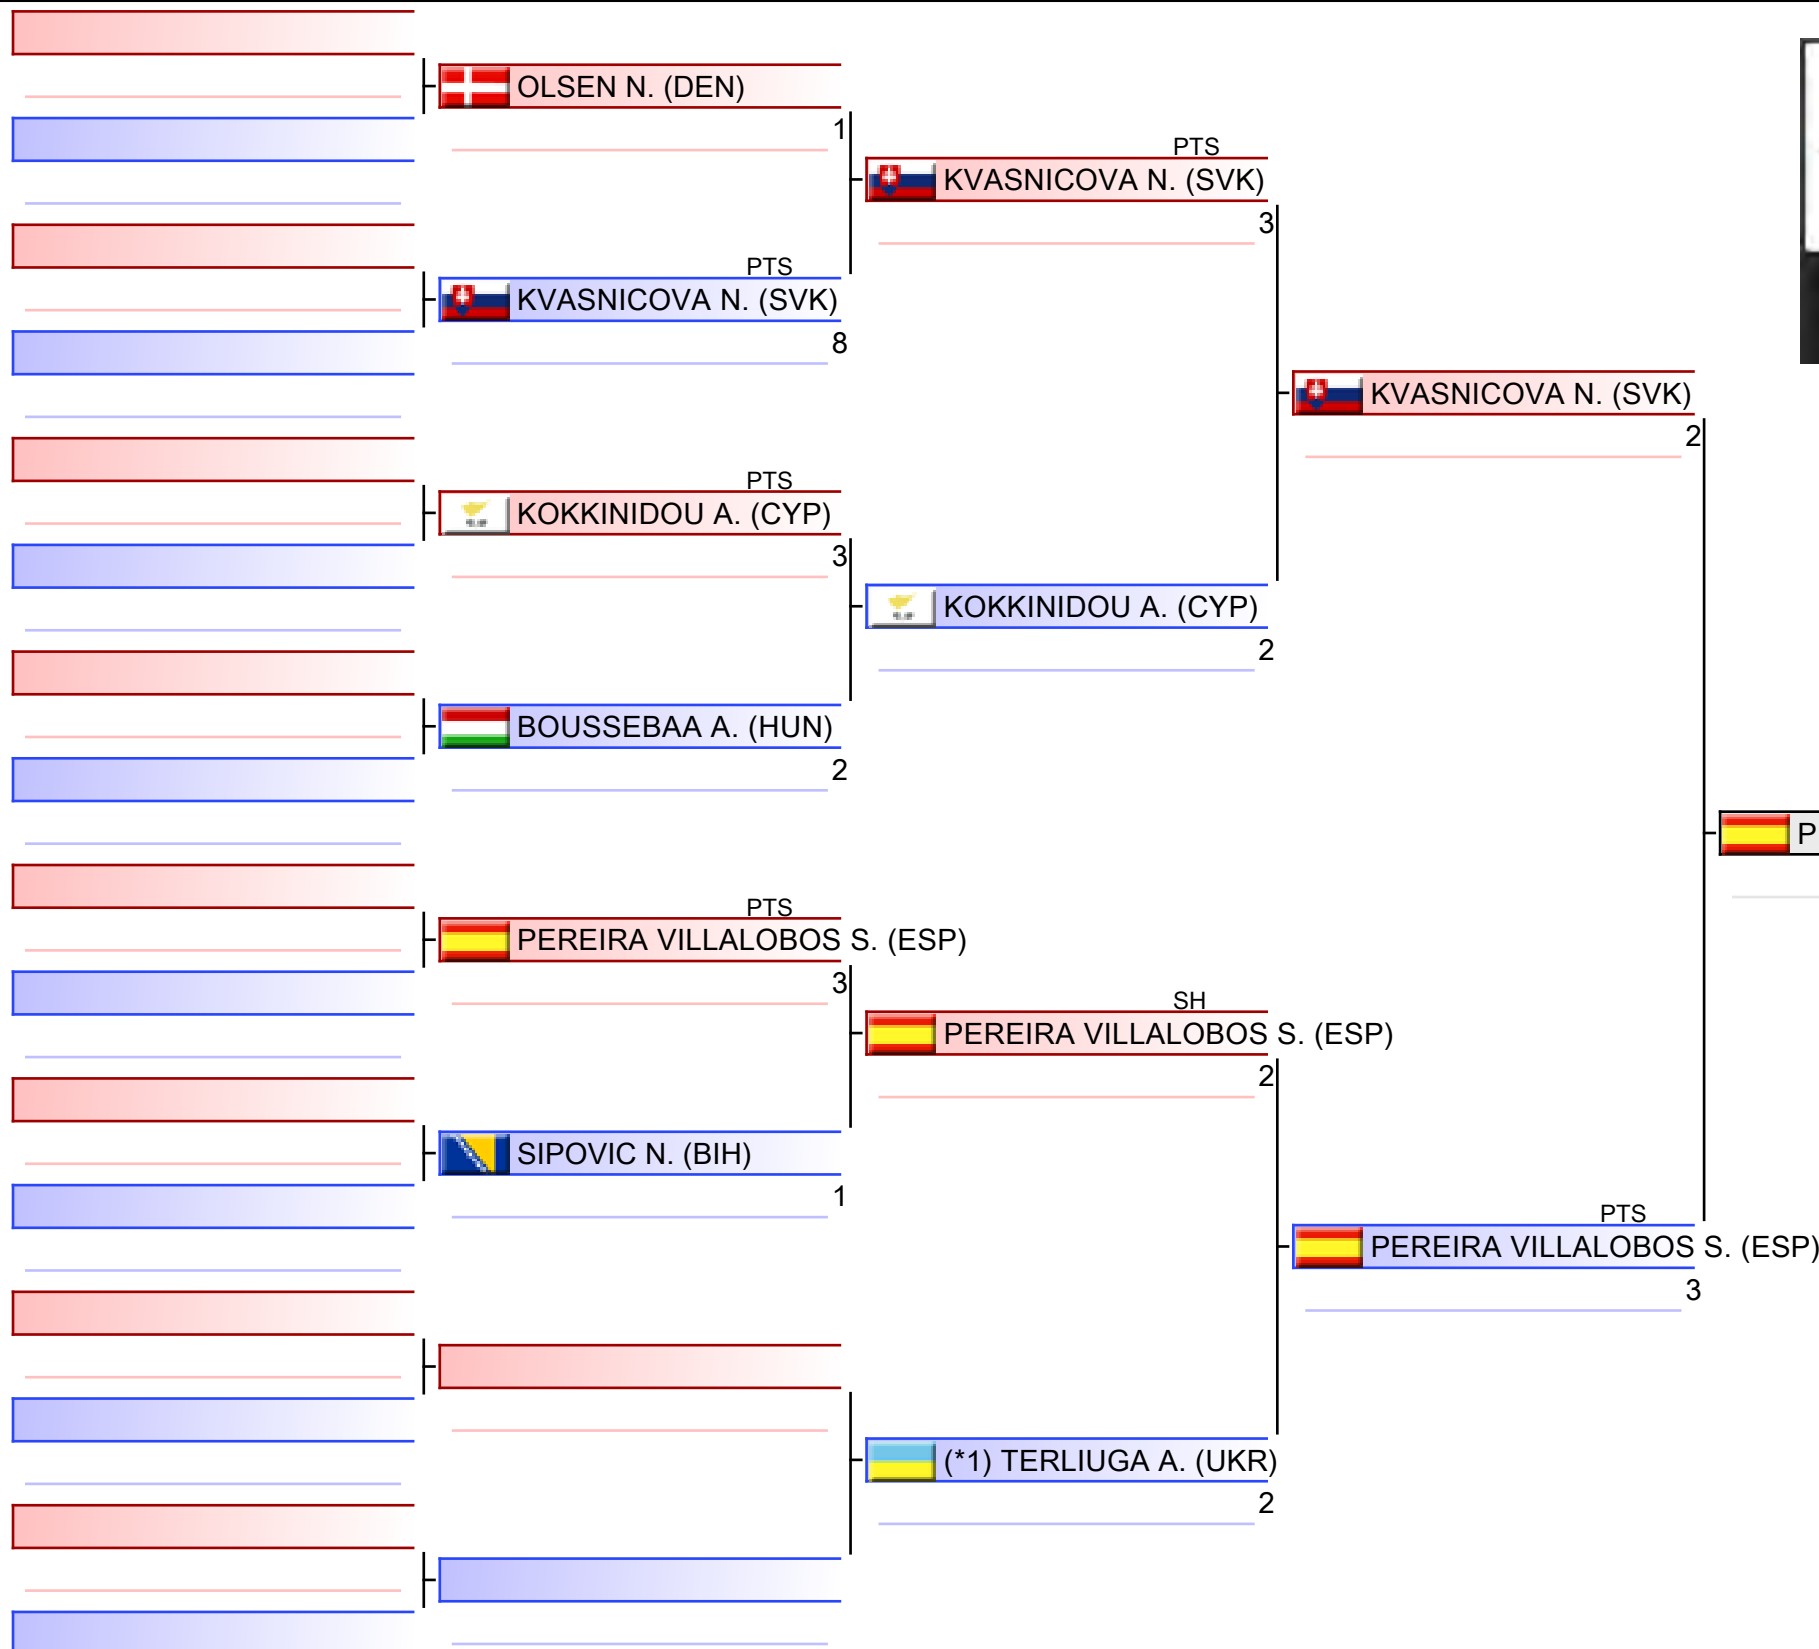 OLSEN N. (DEN)
1
PTS
KVASNICOVA N. (SVK)
3
PTS
KVASNICOVA N. (SVK)
8
KVASNICOVA N. (SVK)
2
PTS
KOKKINIDOU A. (CYP)
3
KOKKINIDOU A. (CYP)
2
BOUSSEBAA A. (HUN)
2
P
PTS
PEREIRA VILLALOBOS S. (ESP)
3
SH
PEREIRA VILLALOBOS S. (ESP)
2
SIPOVIC N. (BIH)
1
PTS
PEREIRA VILLALOBOS S. (ESP)
3
(*1) TERLIUGA A. (UKR)
2